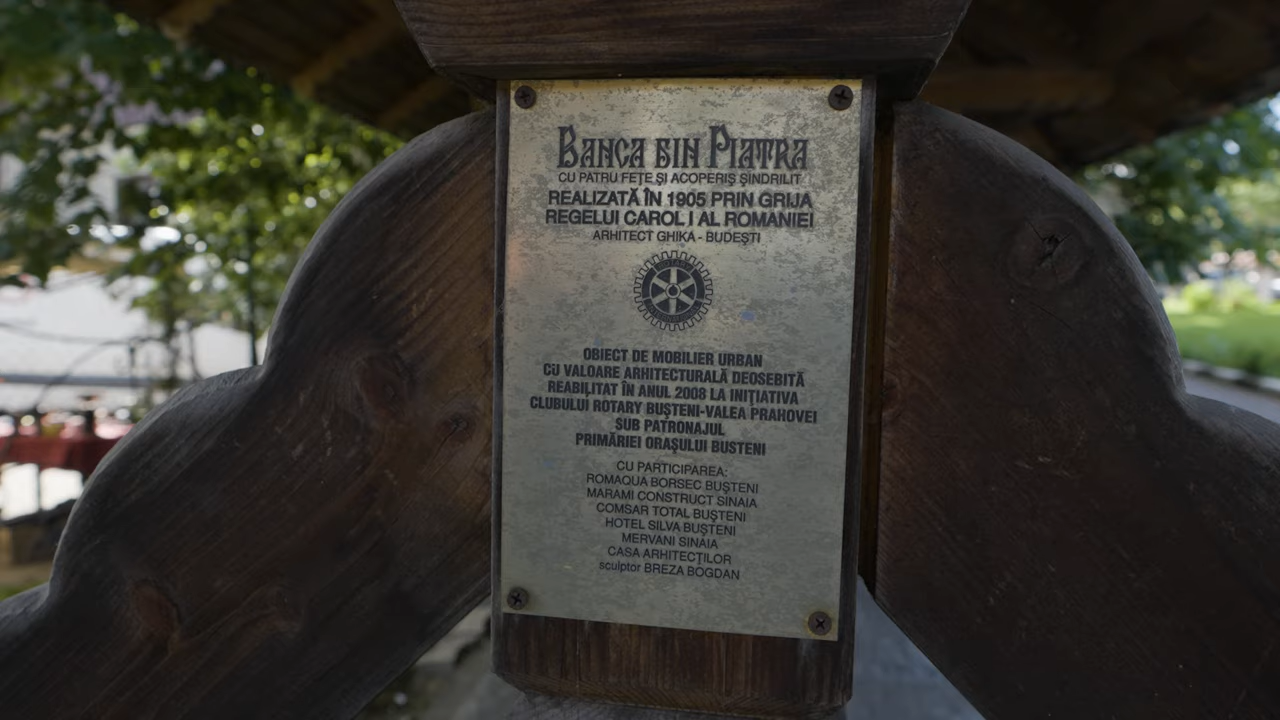 BANCA DIN PIATRA
CU PATRU FEȚE ȘI ACOPERIȘ ȘINDRILIT
REALIZATĂ ÎN 1905 PRIN GRIJA
REGELUI CAROL I AL ROMANIEI
ARHITECT GHIKA - BUDEȘTI
ROTARY
OBIECT DE MOBILIER URBAN
CU VALOARE ARHITECTURALĂ DEOSEBITĂ
REABILITAT ÎN ANUL 2008 LA INIȚIATIVA
CLUBULUI ROTARY BUȘTENI-VALEA PRAHOVEI
SUB PATRONAJUL
PRIMĂRIEI ORAȘULUI BUSTENI
CU PARTICIPAREA:
ROMAQUA BORSEC BUȘTENI
MARAMI CONSTRUCT SINAIA
COMSAR TOTAL BUȘTENI
HOTEL SILVA BUȘTENI
MERVANI SINAIA
CASA ARHITECȚILOR
sculptor BREZA BOGDAN